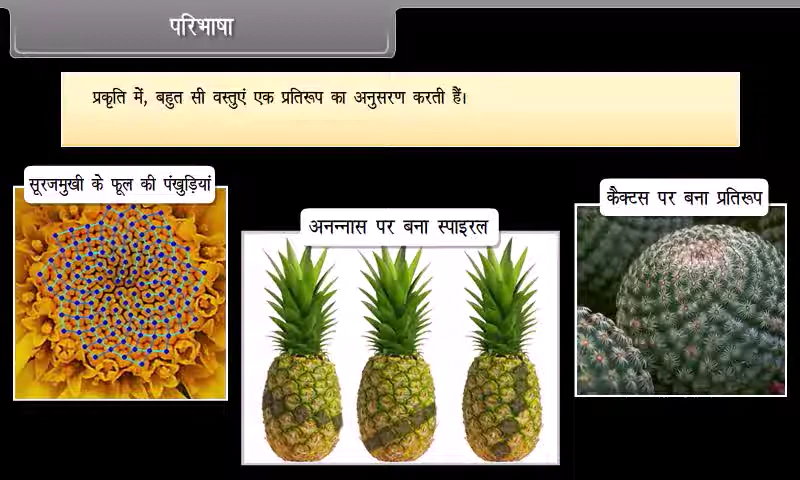 परिभाषा
प्रकृति में, बहुत सी वस्तुएं एक प्रतिरूप का अनुसरण करती हैं।
सूरजमुखी के फूल की पंखुड़ियां
अनन्नास पर बना स्पाइरल
कैक्टस पर बना प्रतिरूप